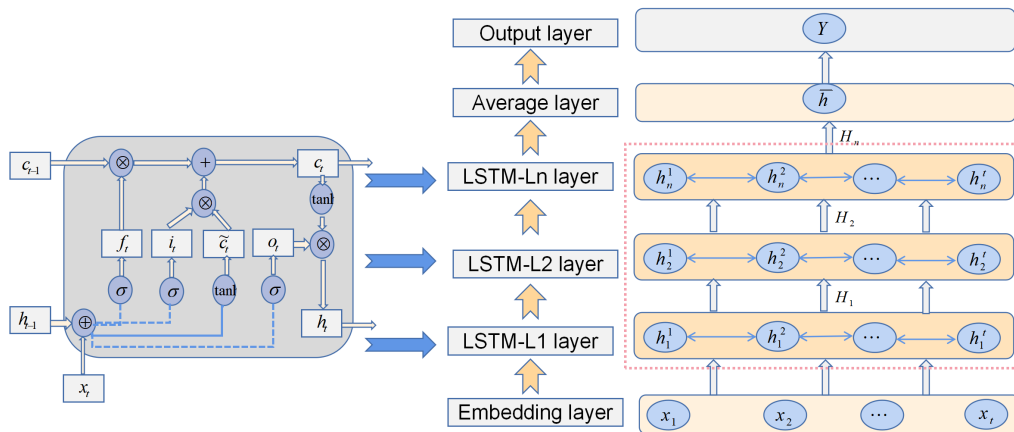 c_{t-1}
⊗
+
c_t
tanh
⊗
f_t
i_t
c̃_t
o_t
⊗
σ
σ
tanh
σ
h_{t-1}
⊕
h_t
x_t
Output layer
Average layer
LSTM-Ln layer
LSTM-L2 layer
LSTM-L1 layer
Embedding layer
Y
h̅
H_n
h_n^1 h_n^2 ... h_n^t
H_2
h_2^1 h_2^2 ... h_2^t
H_1
h_1^1 h_1^2 ... h_1^t
x_1 x_2 ... x_t